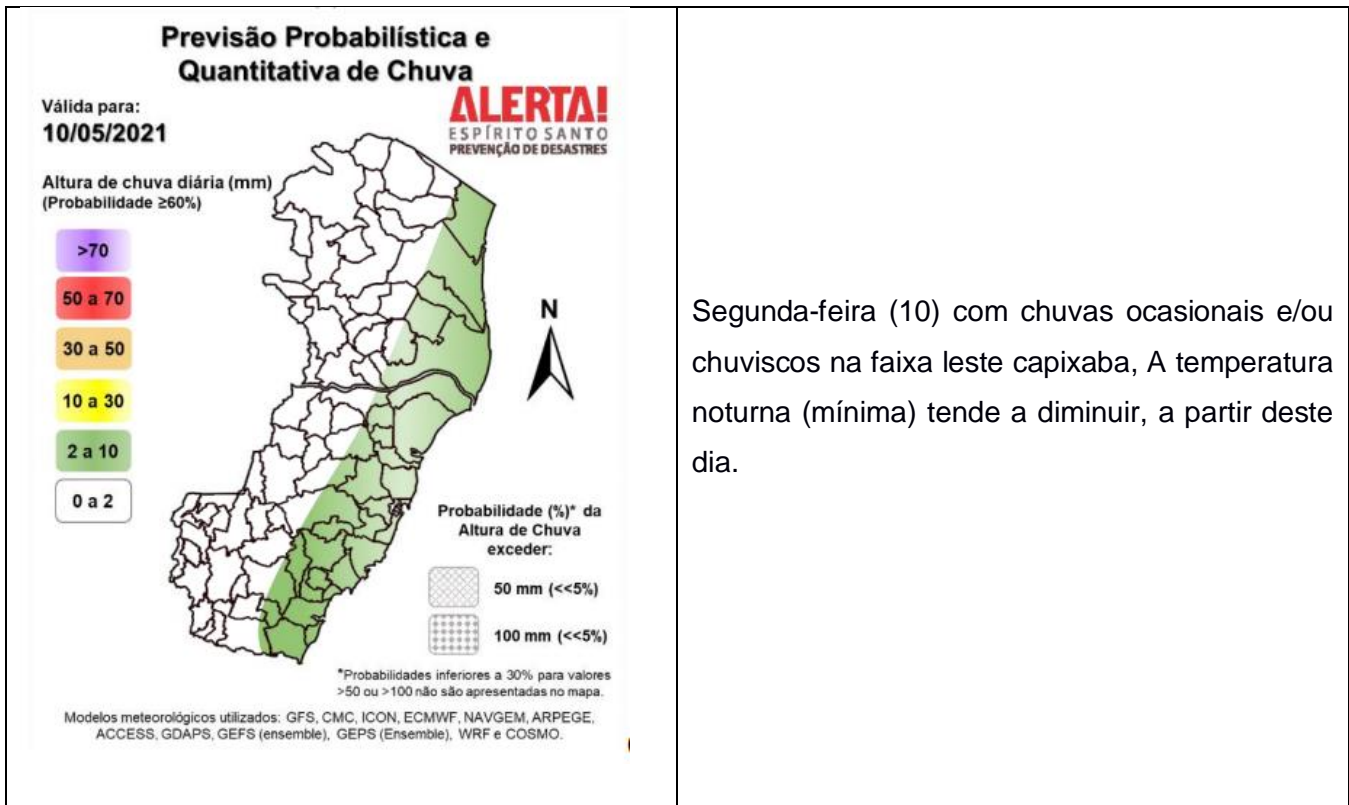 Previsão Probabilística e
Quantitativa de Chuva
Válida para:
10/05/2021
ALERTA!
ESPÍRITO SANTO
PREVENÇÃO DE DESASTRES
Altura de chuva diária (mm)
(Probabilidade ≥60%)
>70
50 a 70
30 a 50
10 a 30
2 a 10
0 a 2
N
Probabilidade (%)* da
Altura de Chuva
exceder:
50 mm (<<5%)
100 mm (<<5%)
*Probabilidades inferiores a 30% para valores
>50 ou >100 não são apresentadas no mapa.
Modelos meteorológicos utilizados: GFS, CMC, ICON, ECMWF, NAVGEM, ARPEGE,
ACCESS, GDAPS, GEFS (ensemble), GEPS (Ensemble), WRF e COSMO.
Segunda-feira (10) com chuvas ocasionais e/ou
chuviscos na faixa leste capixaba, A temperatura
noturna (mínima) tende a diminuir, a partir deste
dia.